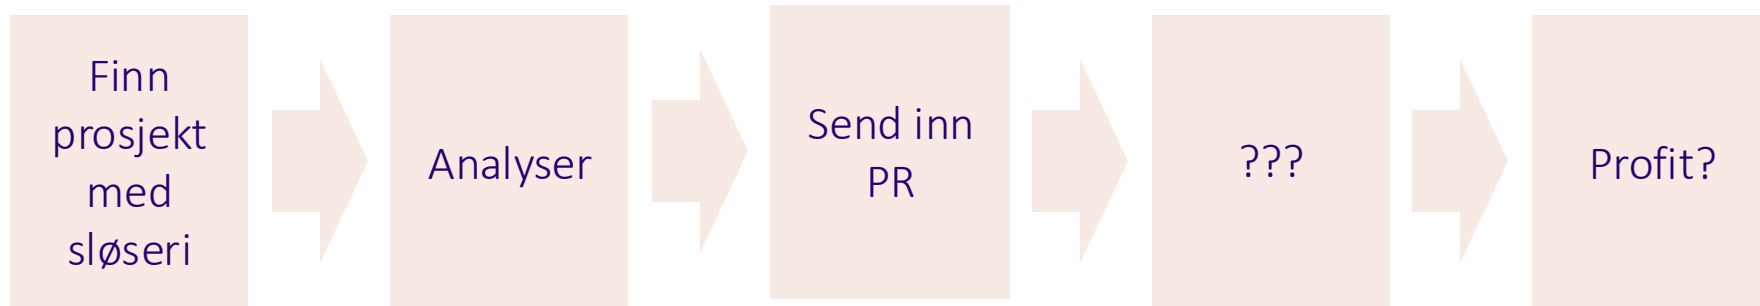 Finn
prosjekt
med
sløseri
Analyser
Send inn
PR
???
Profit?